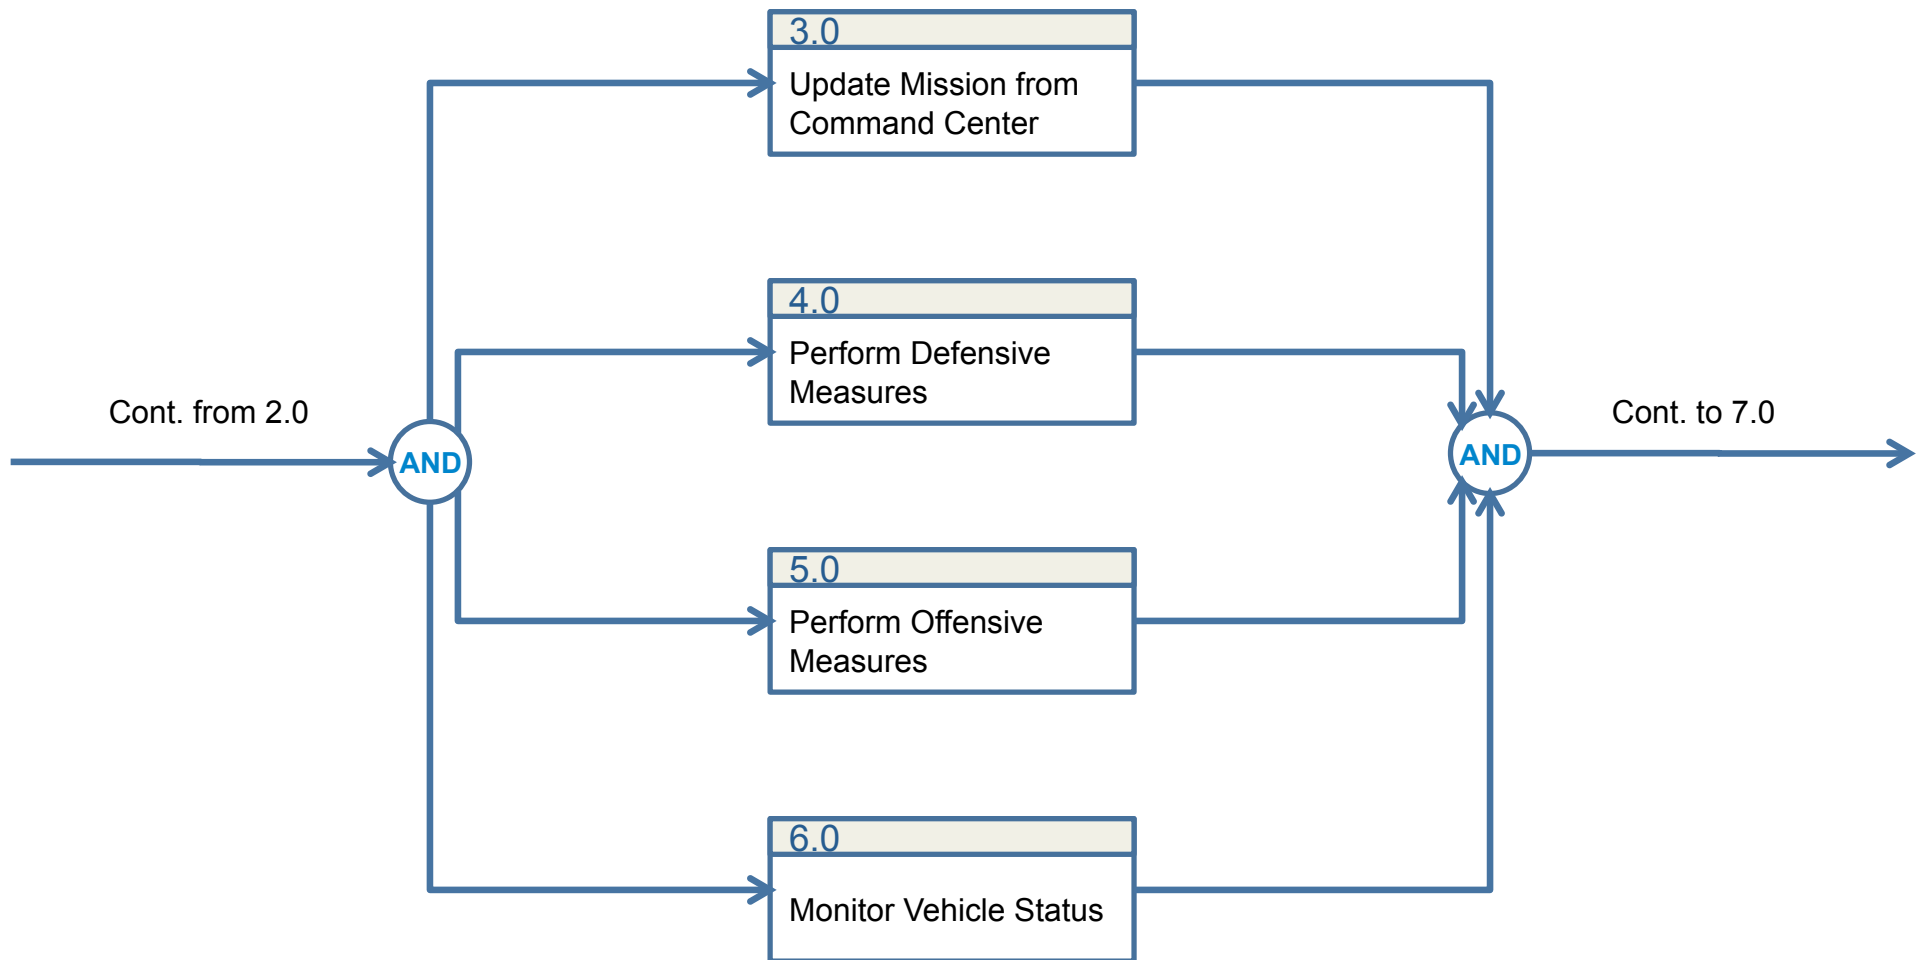 3.0
Update Mission from
Command Center
4.0
Perform Defensive
Measures
Cont. from 2.0
AND
AND
Cont. to 7.0
5.0
Perform Offensive
Measures
6.0
Monitor Vehicle Status